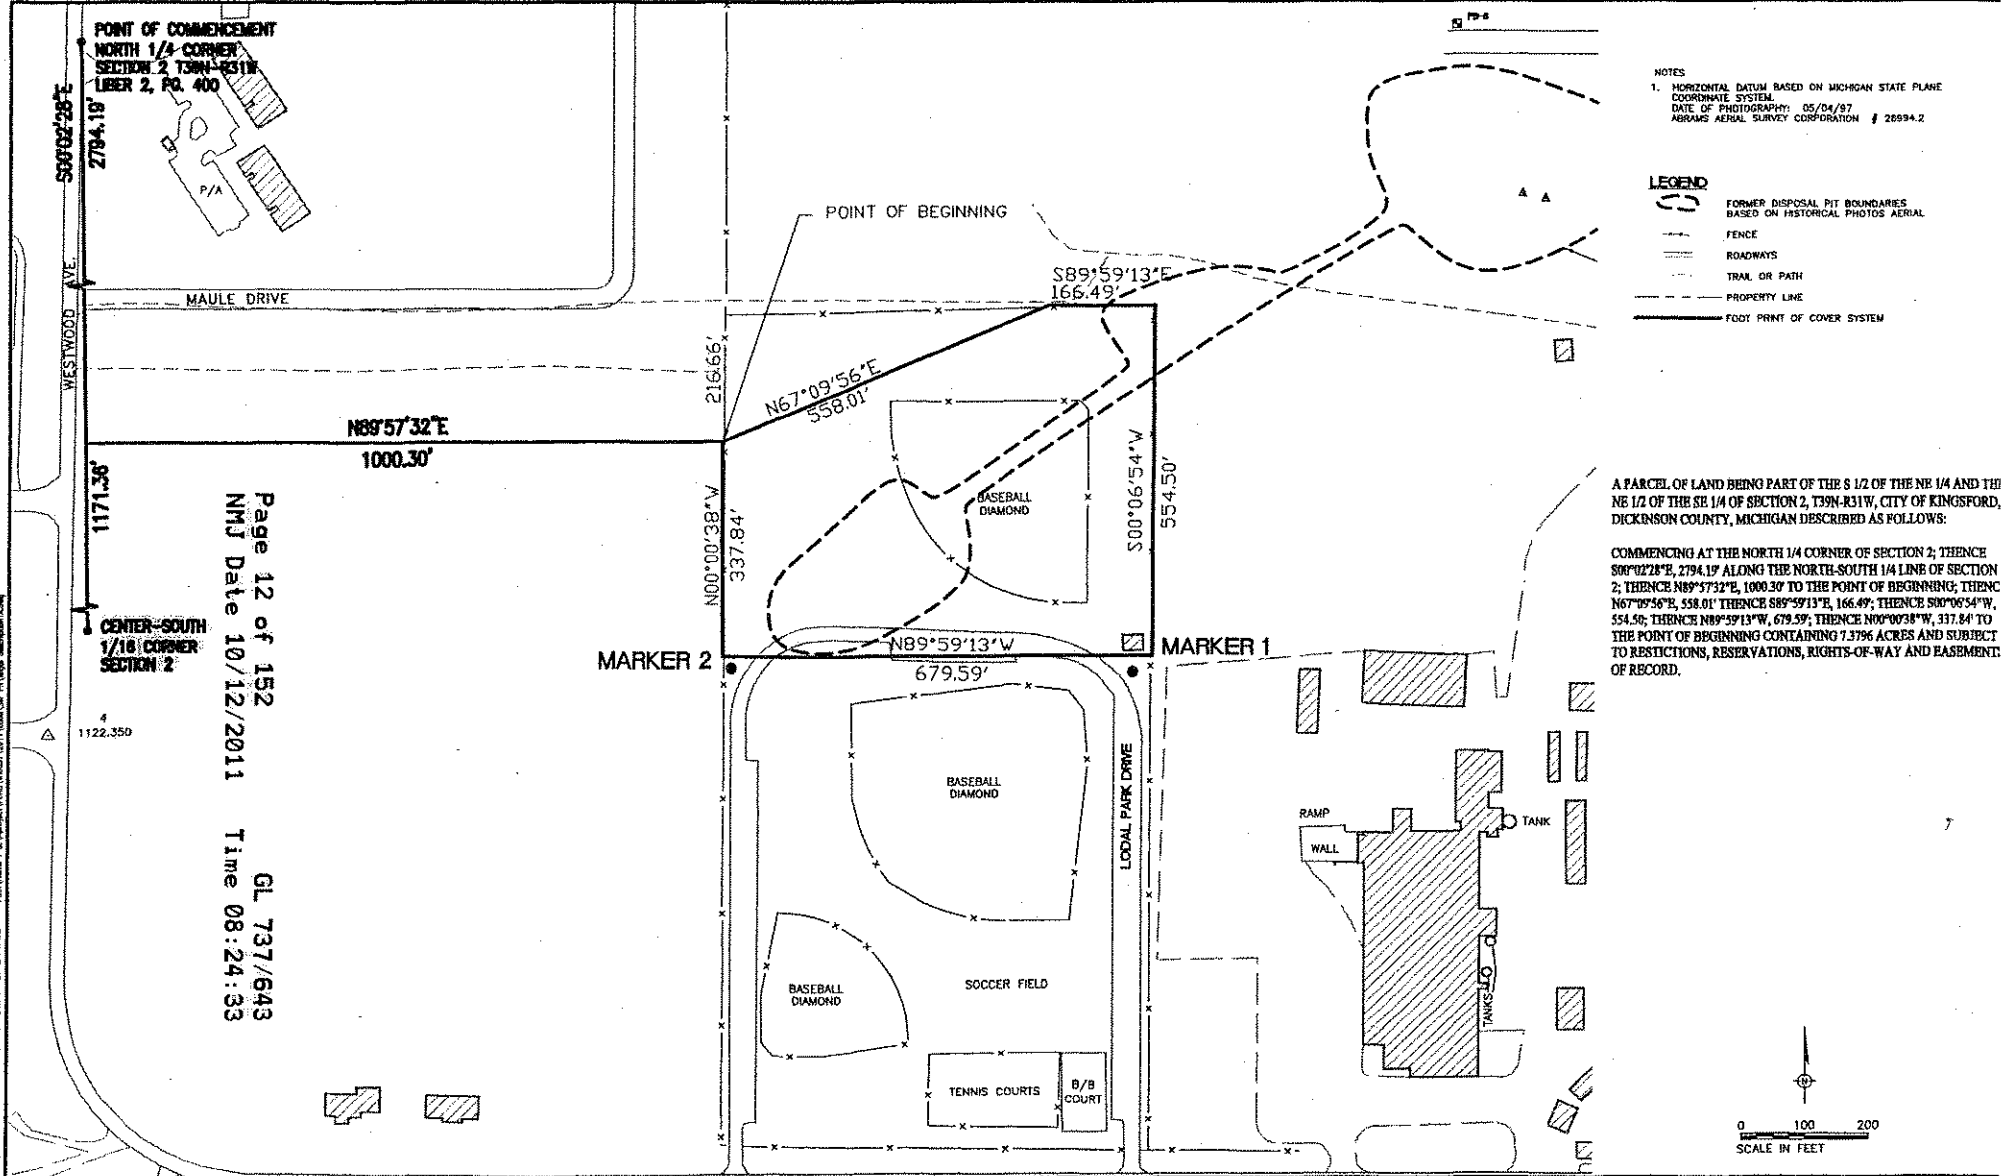 POINT OF COMMENCEMENT
NORTH 1/4 CORNER
SECTION 2 T39N-R31W
LIBER 2, PG. 400
S00°02'28"E
2794.19'
P/A
WESTWOOD AVE.
MAULE DRIVE
POINT OF BEGINNING
S89°59'13"E
166.49'
216.66'
N67°09'56"E
558.01'
N89°57'32"E
1000.30'
1171.36'
N00°00'38"W
337.84'
BASEBALL
DIAMOND
S00°06'54"W
554.50'
CENTER-SOUTH
1/16 CORNER
SECTION 2
MARKER 2
N89°59'13"W
679.59'
MARKER 1
4
1122.350
Page 12 of 152 GL 737/643
NMJ Date 10/12/2011 Time 08:24:33
BASEBALL
DIAMOND
LODAL PARK DRIVE
BASEBALL
DIAMOND
SOCCER FIELD
TENNIS COURTS
B/B
COURT
RAMP
WALL
TANK
TANKS
NOTES
1. HORIZONTAL DATUM BASED ON MICHIGAN STATE PLANE
COORDINATE SYSTEM.
DATE OF PHOTOGRAPHY: 05/04/97
ABRAMS AERIAL SURVEY CORPORATION # 28994.2
LEGEND
FORMER DISPOSAL PIT BOUNDARIES
BASED ON HISTORICAL PHOTOS AERIAL
FENCE
ROADWAYS
TRAIL OR PATH
PROPERTY LINE
FOOT PRINT OF COVER SYSTEM
A PARCEL OF LAND BEING PART OF THE S 1/2 OF THE NE 1/4 AND THE
NE 1/2 OF THE SE 1/4 OF SECTION 2, T39N-R31W, CITY OF KINGSFORD,
DICKINSON COUNTY, MICHIGAN DESCRIBED AS FOLLOWS:
COMMENCING AT THE NORTH 1/4 CORNER OF SECTION 2; THENCE
S00°02'28"E, 2794.19' ALONG THE NORTH-SOUTH 1/4 LINE OF SECTION
2; THENCE N89°57'32"E, 1000.30' TO THE POINT OF BEGINNING; THENC
N67°09'56"E, 558.01' THENCE S89°59'13"E, 166.49'; THENCE S00°06'54"W,
554.50; THENCE N89°59'13"W, 679.59'; THENCE N00°00'38"W, 337.84' TO
THE POINT OF BEGINNING CONTAINING 7.3796 ACRES AND SUBJECT
TO RESTICTIONS, RESERVATIONS, RIGHTS-OF-WAY AND EASEMENT
OF RECORD.
N
0 100 200
SCALE IN FEET